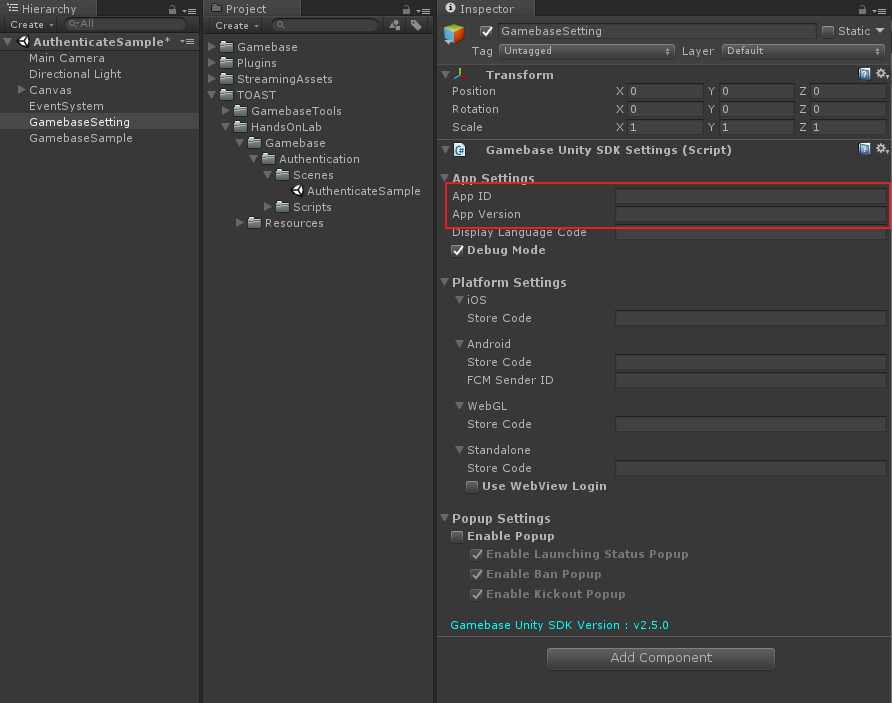 Hierarchy
Create
All
AuthenticateSample*
Main Camera
Directional Light
Canvas
EventSystem
GamebaseSetting
GamebaseSample
Project
Create
Gamebase
Plugins
StreamingAssets
TOAST
GamebaseTools
HandsOnLab
Gamebase
Authentication
Scenes
AuthenticateSample
Scripts
Resources
Inspector
GamebaseSetting Static
Tag Untagged Layer Default
Transform
Position X 0 Y 0 Z 0
Rotation X 0 Y 0 Z 0
Scale X 1 Y 1 Z 1
Gamebase Unity SDK Settings (Script)
App Settings
App ID
App Version
Display Language Code
Debug Mode
Platform Settings
iOS
Store Code
Android
Store Code
FCM Sender ID
WebGL
Store Code
Standalone
Store Code
Use WebView Login
Popup Settings
Enable Popup
Enable Launching Status Popup
Enable Ban Popup
Enable Kickout Popup
Gamebase Unity SDK Version : v2.5.0
Add Component